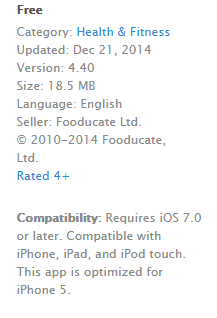 Free
Category: Health & Fitness
Updated: Dec 21, 2014
Version: 4.40
Size: 18.5 MB
Language: English
Seller: Fooducate Ltd.
© 2010-2014 Fooducate,
Ltd.
Rated 4+
Compatibility: Requires iOS 7.0
or later. Compatible with
iPhone, iPad, and iPod touch.
This app is optimized for
iPhone 5.